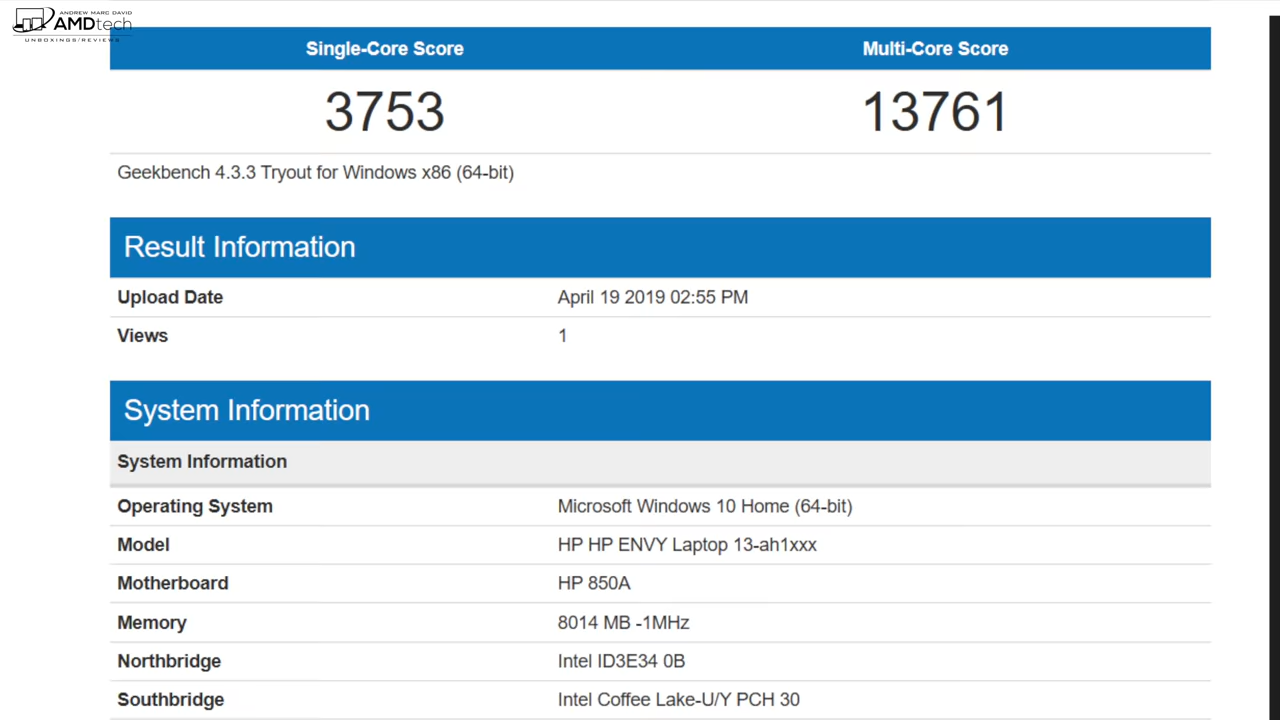 ANDREW MARC DAVID
AMDtech
UNBOXINGS/REVIEWS
Single-Core Score Multi-Core Score
3753 13761
Geekbench 4.3.3 Tryout for Windows x86 (64-bit)
Result Information
Upload Date April 19 2019 02:55 PM
Views 1
System Information
System Information
Operating System Microsoft Windows 10 Home (64-bit)
Model HP HP ENVY Laptop 13-ah1xxx
Motherboard HP 850A
Memory 8014 MB -1MHz
Northbridge Intel ID3E34 0B
Southbridge Intel Coffee Lake-U/Y PCH 30